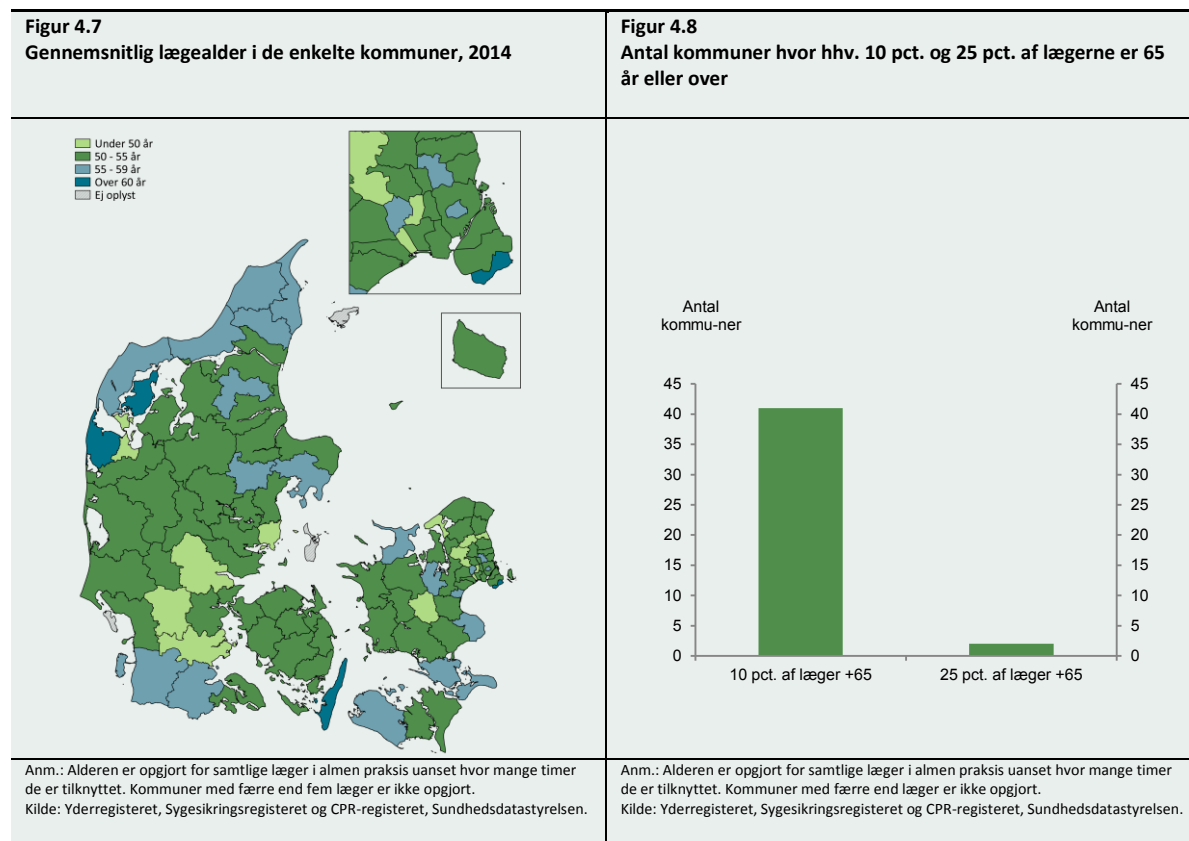 Figur 4.7
Gennemsnitlig lægealder i de enkelte kommuner, 2014
Under 50 år
50 - 55 år
55 - 59 år
Over 60 år
Ej oplyst
Anm.: Alderen er opgjort for samtlige læger i almen praksis uanset hvor mange timer
de er tilknyttet. Kommuner med færre end fem læger er ikke opgjort.
Kilde: Yderregisteret, Sygesikringsregisteret og CPR-registeret, Sundhedsdatastyrelsen.
Figur 4.8
Antal kommuner hvor hhv. 10 pct. og 25 pct. af lægerne er 65
år eller over
Antal
kommu-ner
Antal
kommu-ner
45 45
40 40
35 35
30 30
25 25
20 20
15 15
10 10
5 5
0 0
10 pct. af læger +65 25 pct. af læger +65
Anm.: Alderen er opgjort for samtlige læger i almen praksis uanset hvor mange timer
de er tilknyttet. Kommuner med færre end læger er ikke opgjort.
Kilde: Yderregisteret, Sygesikringsregisteret og CPR-registeret, Sundhedsdatastyrelsen.